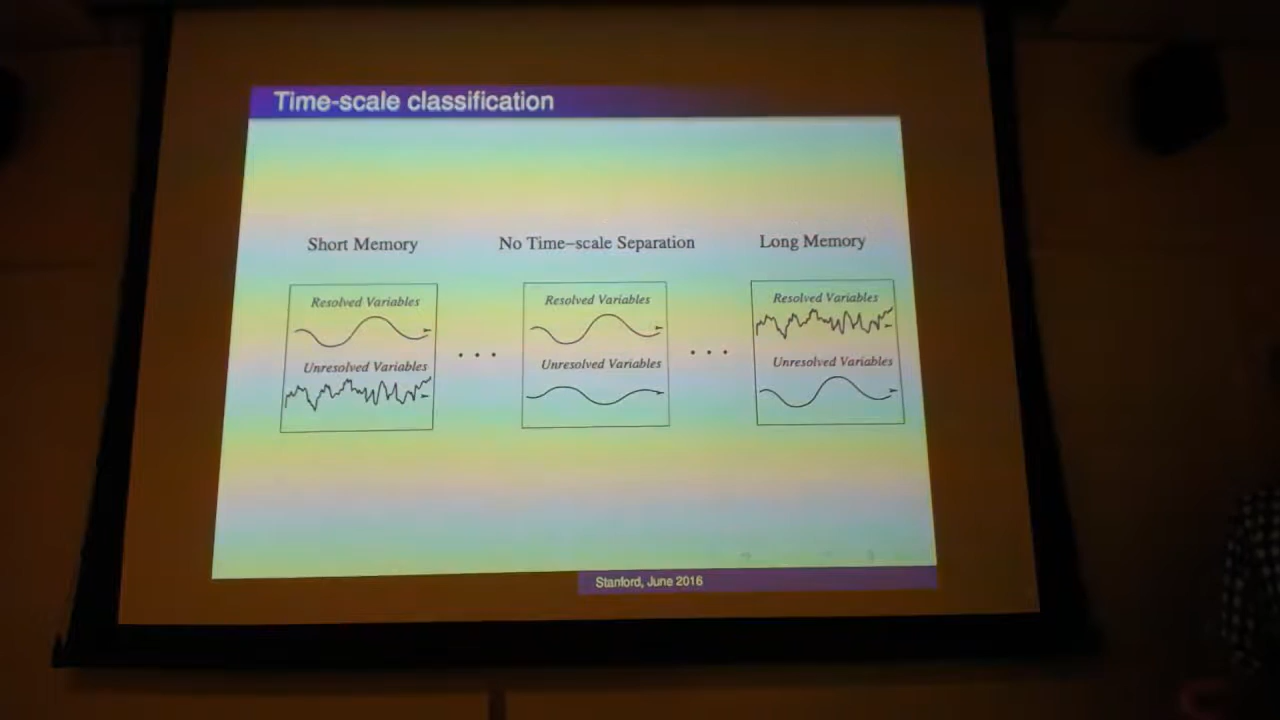 Time-scale classification
Short Memory
No Time-scale Separation
Long Memory
Resolved Variables
Unresolved Variables
Resolved Variables
Unresolved Variables
Resolved Variables
Unresolved Variables
Stanford, June 2016